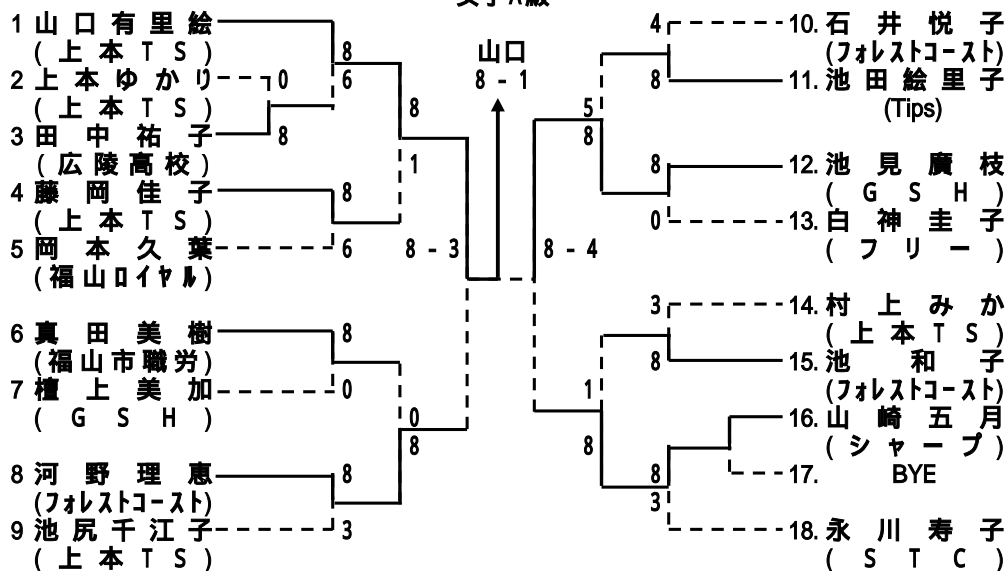 1 山口有里絵
(上本TS)
2 上本ゆかり
(上本TS)
3 田中祐子
(広陵高校)
4 藤岡佳子
(上本TS)
5 岡本久葉
(福山ロイヤル)
6 真田美樹
(福山市職労)
7 檀上美加
(GSH)
8 河野理恵
(フォレストコースト)
9 池尻千江子
(上本TS)
8
6
0
8
8
6
8
0
8
3
8
1
0
8
8 - 3
山口
8 - 1
8 - 4
5
8
1
8
4
8
8
0
3
8
8
3
10. 石井悦子
(フォレストコースト)
11. 池田絵里子
(Tips)
12. 池見廣枝
(GSH)
13. 白神圭子
(フリー)
14. 村上みか
(上本TS)
15. 池和子
(フォレストコースト)
16. 山崎五月
(シャープ)
17. BYE
18. 永川寿子
(STC)